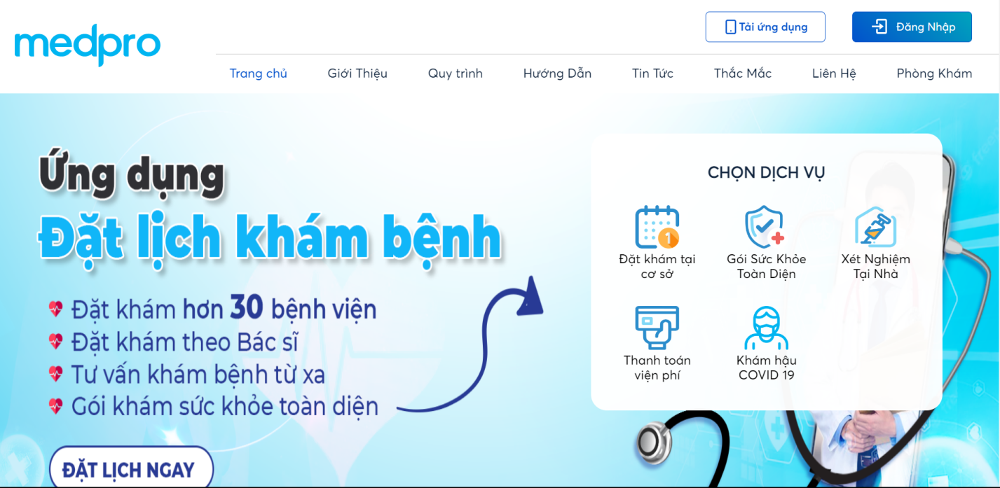 medpro
Tải ứng dụng
Đăng Nhập
Trang chủ
Giới Thiệu
Quy trình
Hướng Dẫn
Tin Tức
Thắc Mắc
Liên Hệ
Phòng Khám
Ứng dụng
Đặt lịch khám bệnh
Đặt khám hơn 30 bệnh viện
Đặt khám theo Bác sĩ
Tư vấn khám bệnh từ xa
Gói khám sức khỏe toàn diện
ĐẶT LỊCH NGAY
CHỌN DỊCH VỤ
1
Đặt khám tại
cơ sở
Gói Sức Khỏe
Toàn Diện
Xét Nghiệm
Tại Nhà
Thanh toán
viện phí
Khám hậu
COVID 19